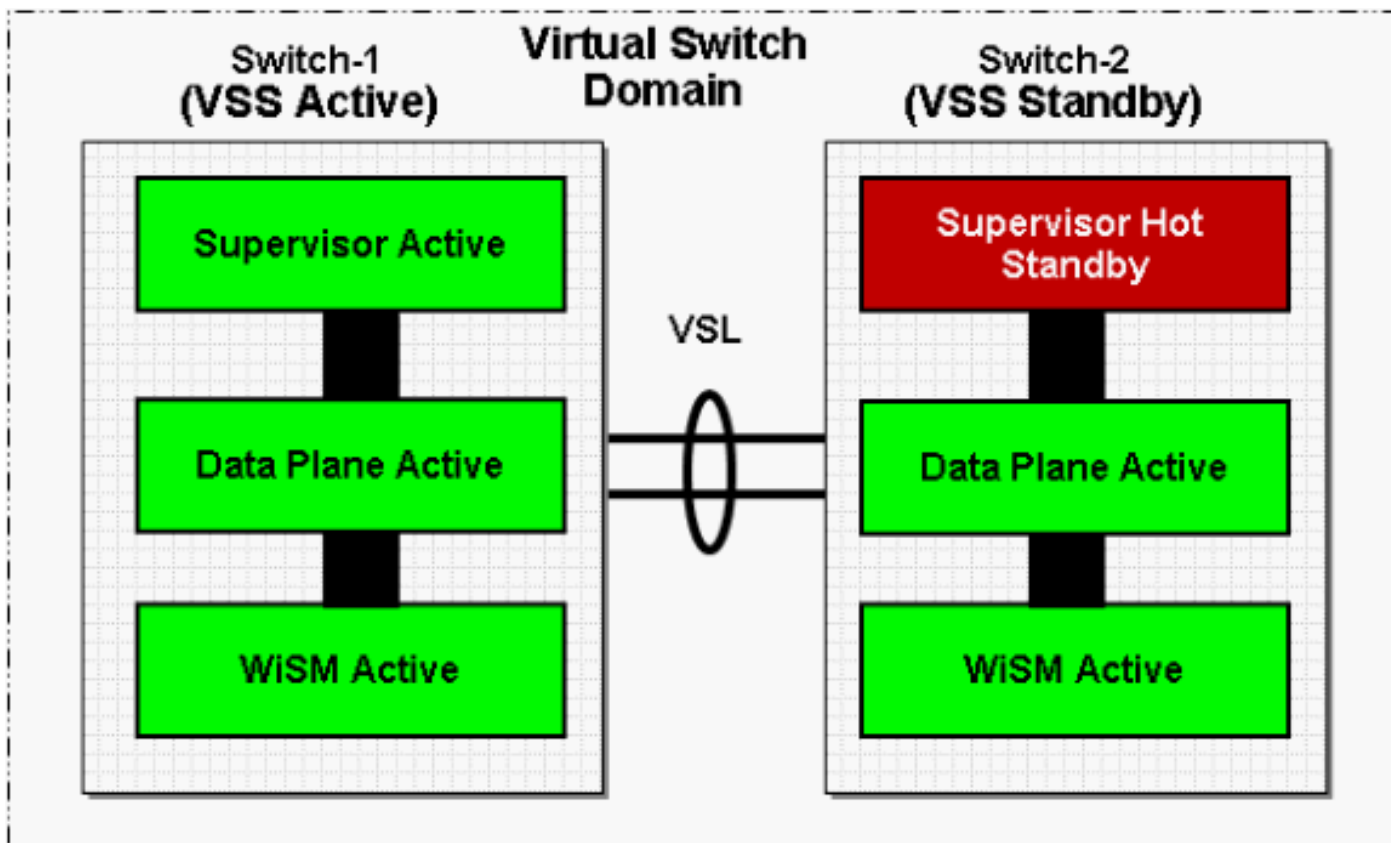 Virtual Switch
Domain
Switch-1
(VSS Active)
Switch-2
(VSS Standby)
Supervisor Active
Supervisor Hot
Standby
VSL
Data Plane Active
Data Plane Active
WiSM Active
WiSM Active